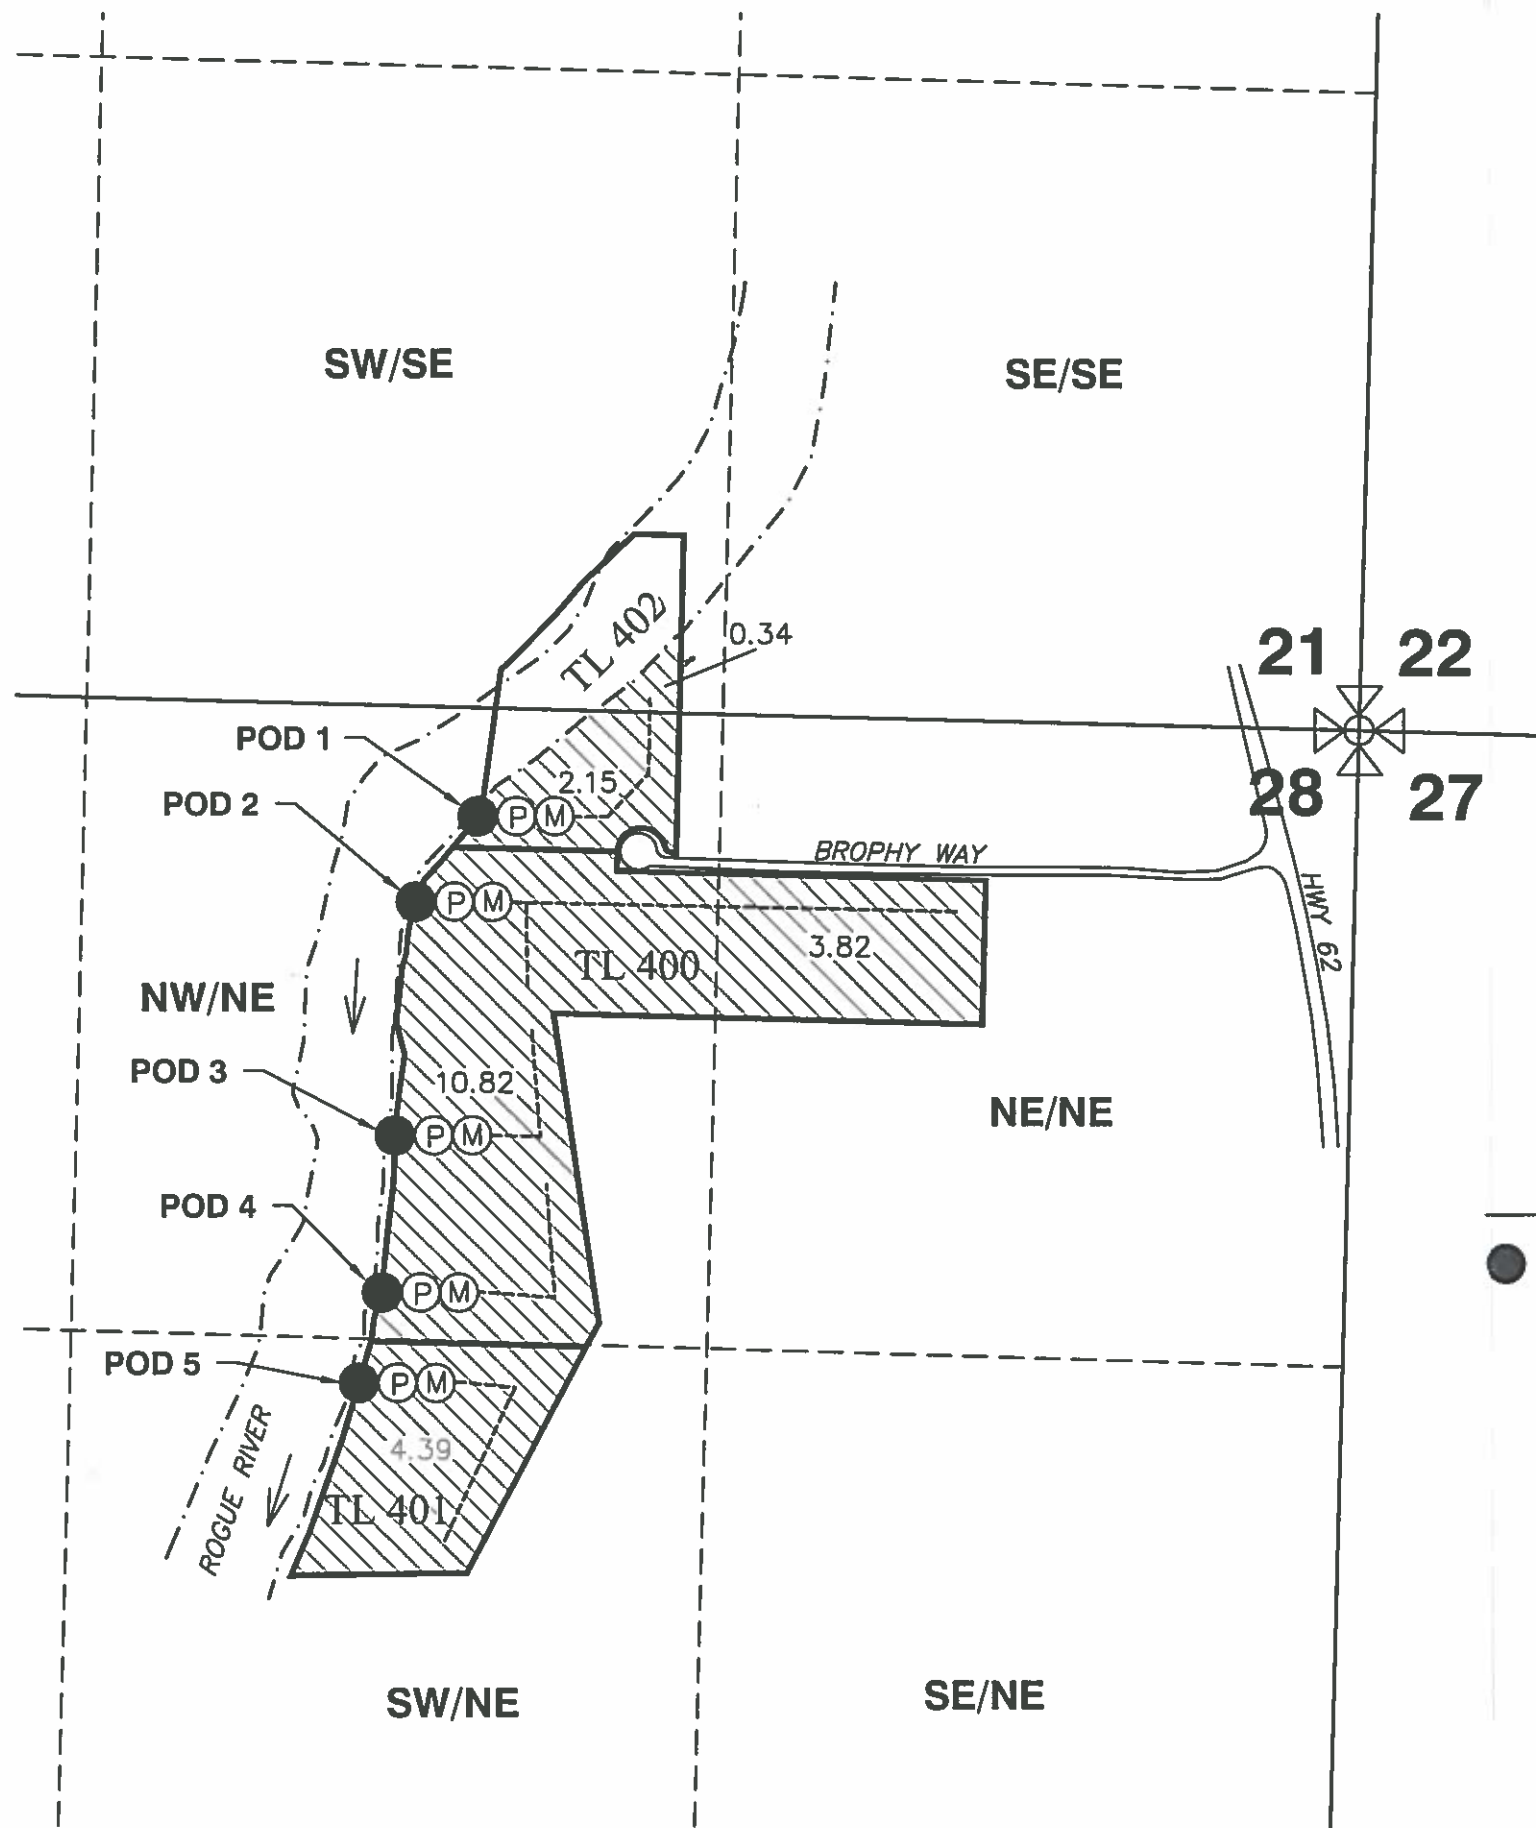 SW/SE
SE/SE
TL 402
0.34
21
22
POD 1
POD 2
2.15
P M
28
27
BROPHY WAY
P M
HWY 62
3.82
TL 400
NW/NE
POD 3
10.82
NE/NE
P M
POD 4
P M
POD 5
P M
ROGUE RIVER
4.39
TL 401
SW/NE
SE/NE